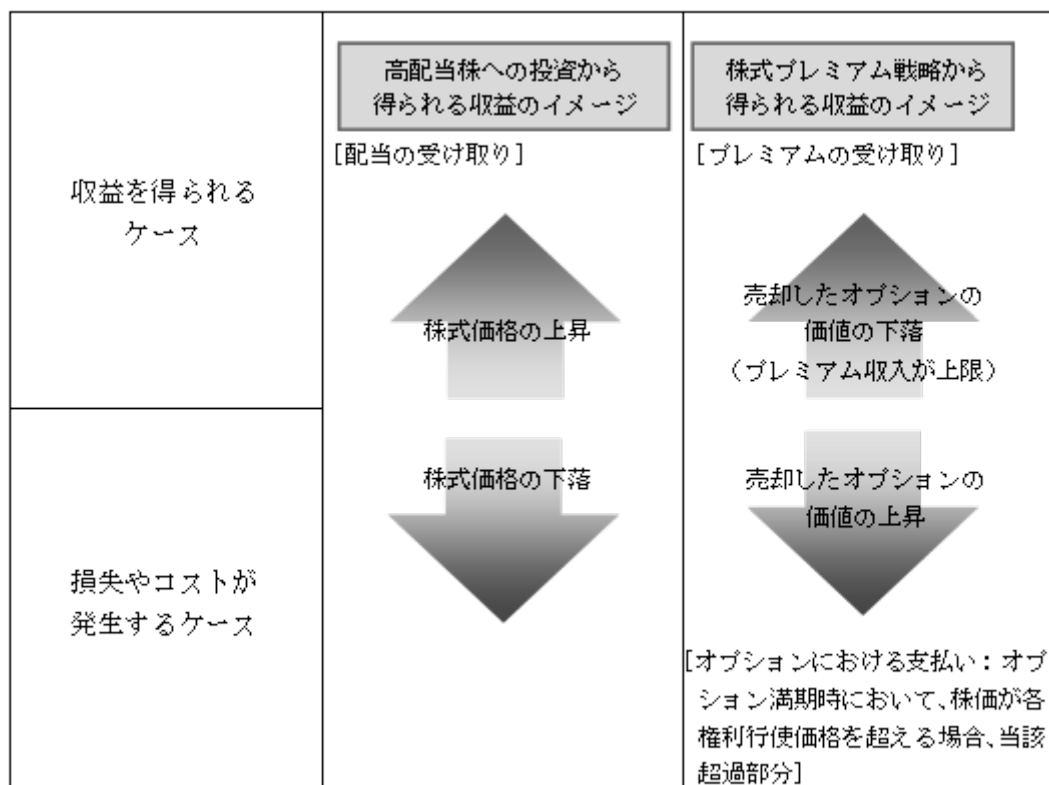 高配当株への投資から
得られる収益のイメージ
株式プレミアム戦略から
得られる収益のイメージ
収益を得られる
ケース
[配当の受け取り]
株式価格の上昇
[プレミアムの受け取り]
売却したオプションの
価値の下落
(プレミアム収入が上限)
損失やコストが
発生するケース
株式価格の下落
売却したオプションの
価値の上昇
[オプションにおける支払い：オプ
ション満期時において、株価が各
権利行使価格を超える場合、当該
超過部分]